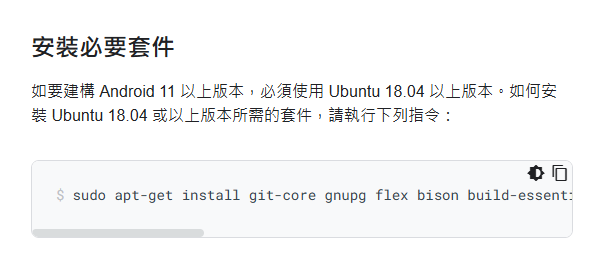 安裝必要套件
如要建構 Android 11 以上版本，必須使用 Ubuntu 18.04 以上版本。如何安
裝 Ubuntu 18.04 或以上版本所需的套件，請執行下列指令：
$ sudo apt-get install git-core gnupg flex bison build-essenti